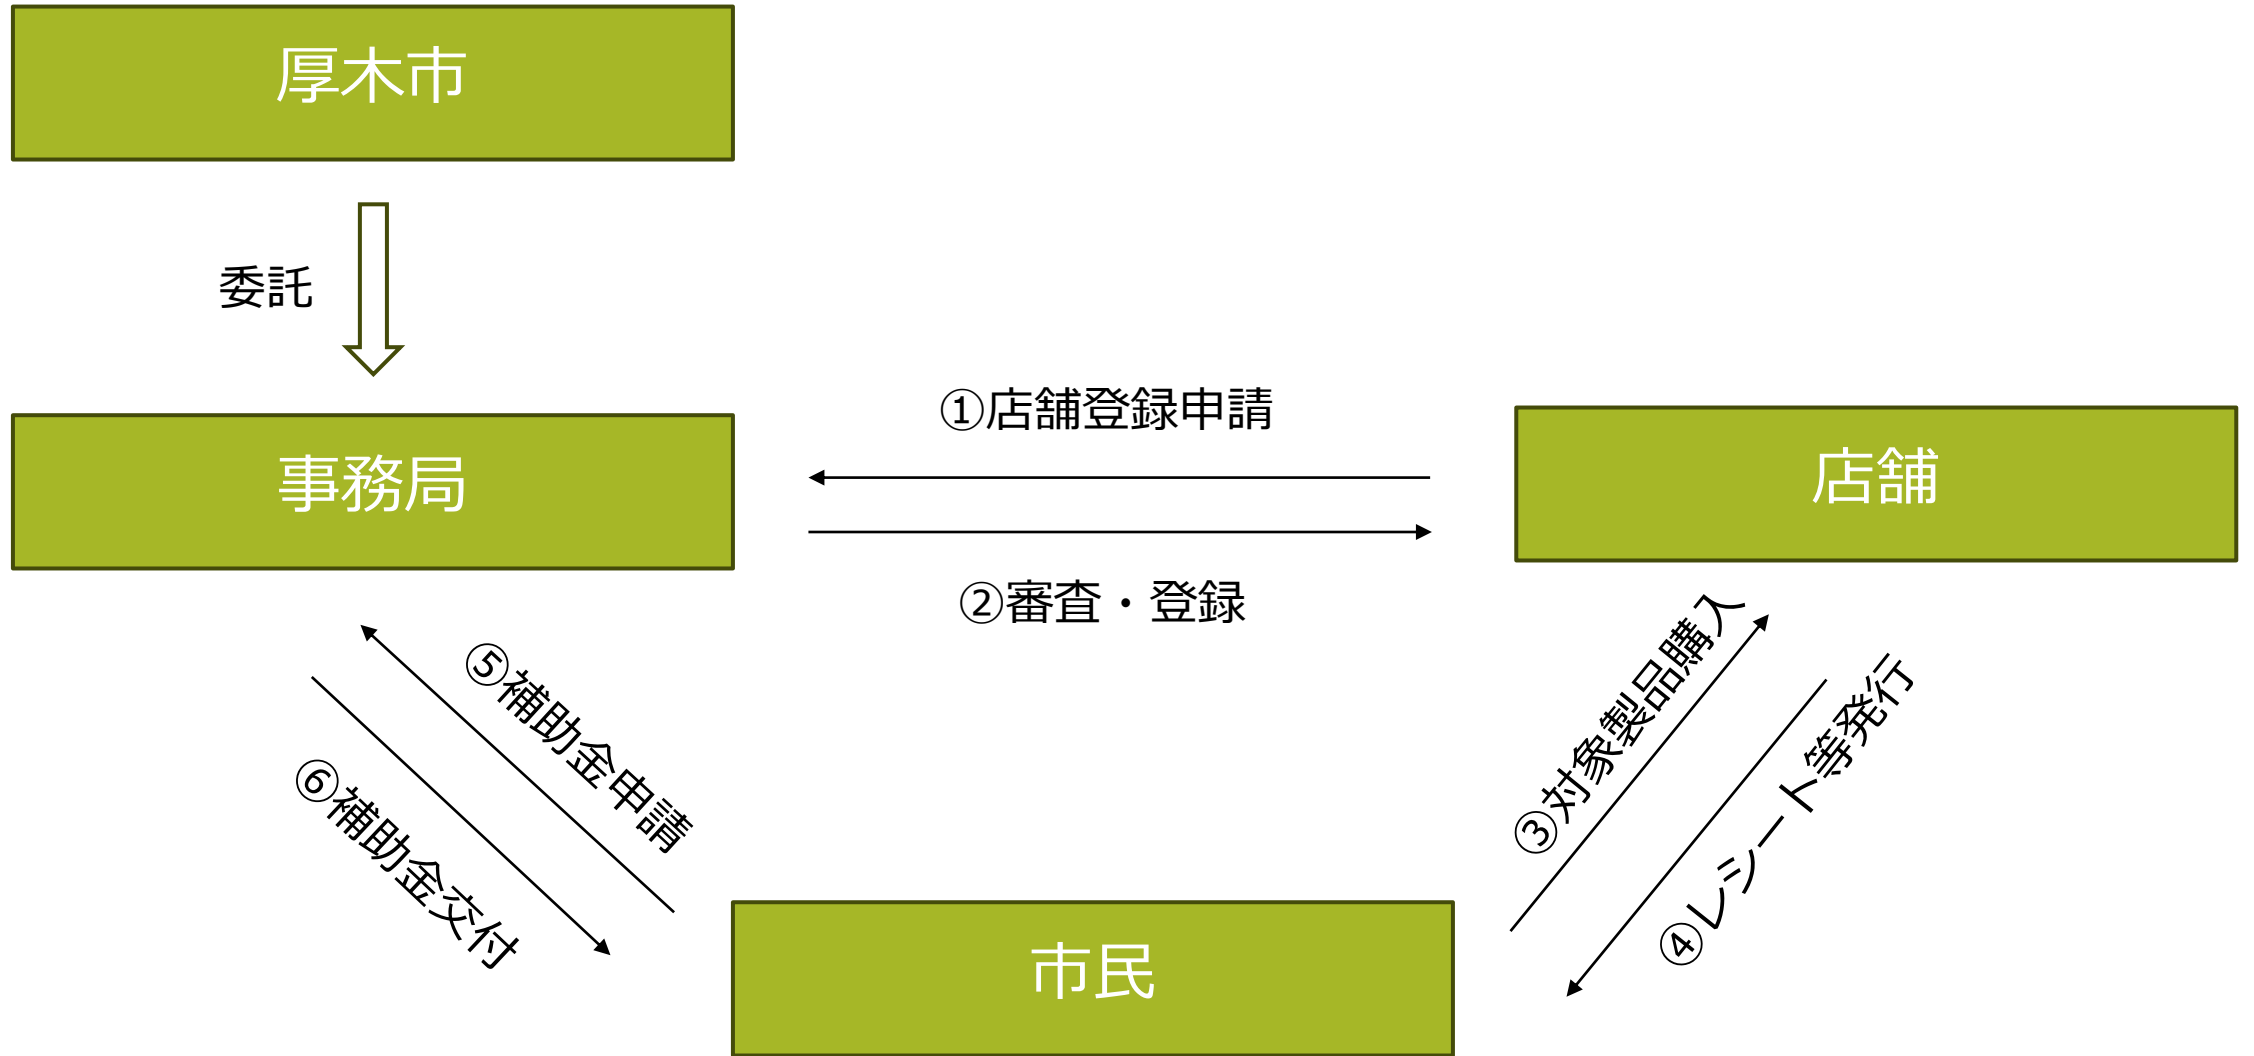 厚木市
委託
①店舗登録申請
事務局
店舗
②審査・登録
③対象製品購入
④レシート等発行
⑤補助金申請
⑥補助金交付
市民